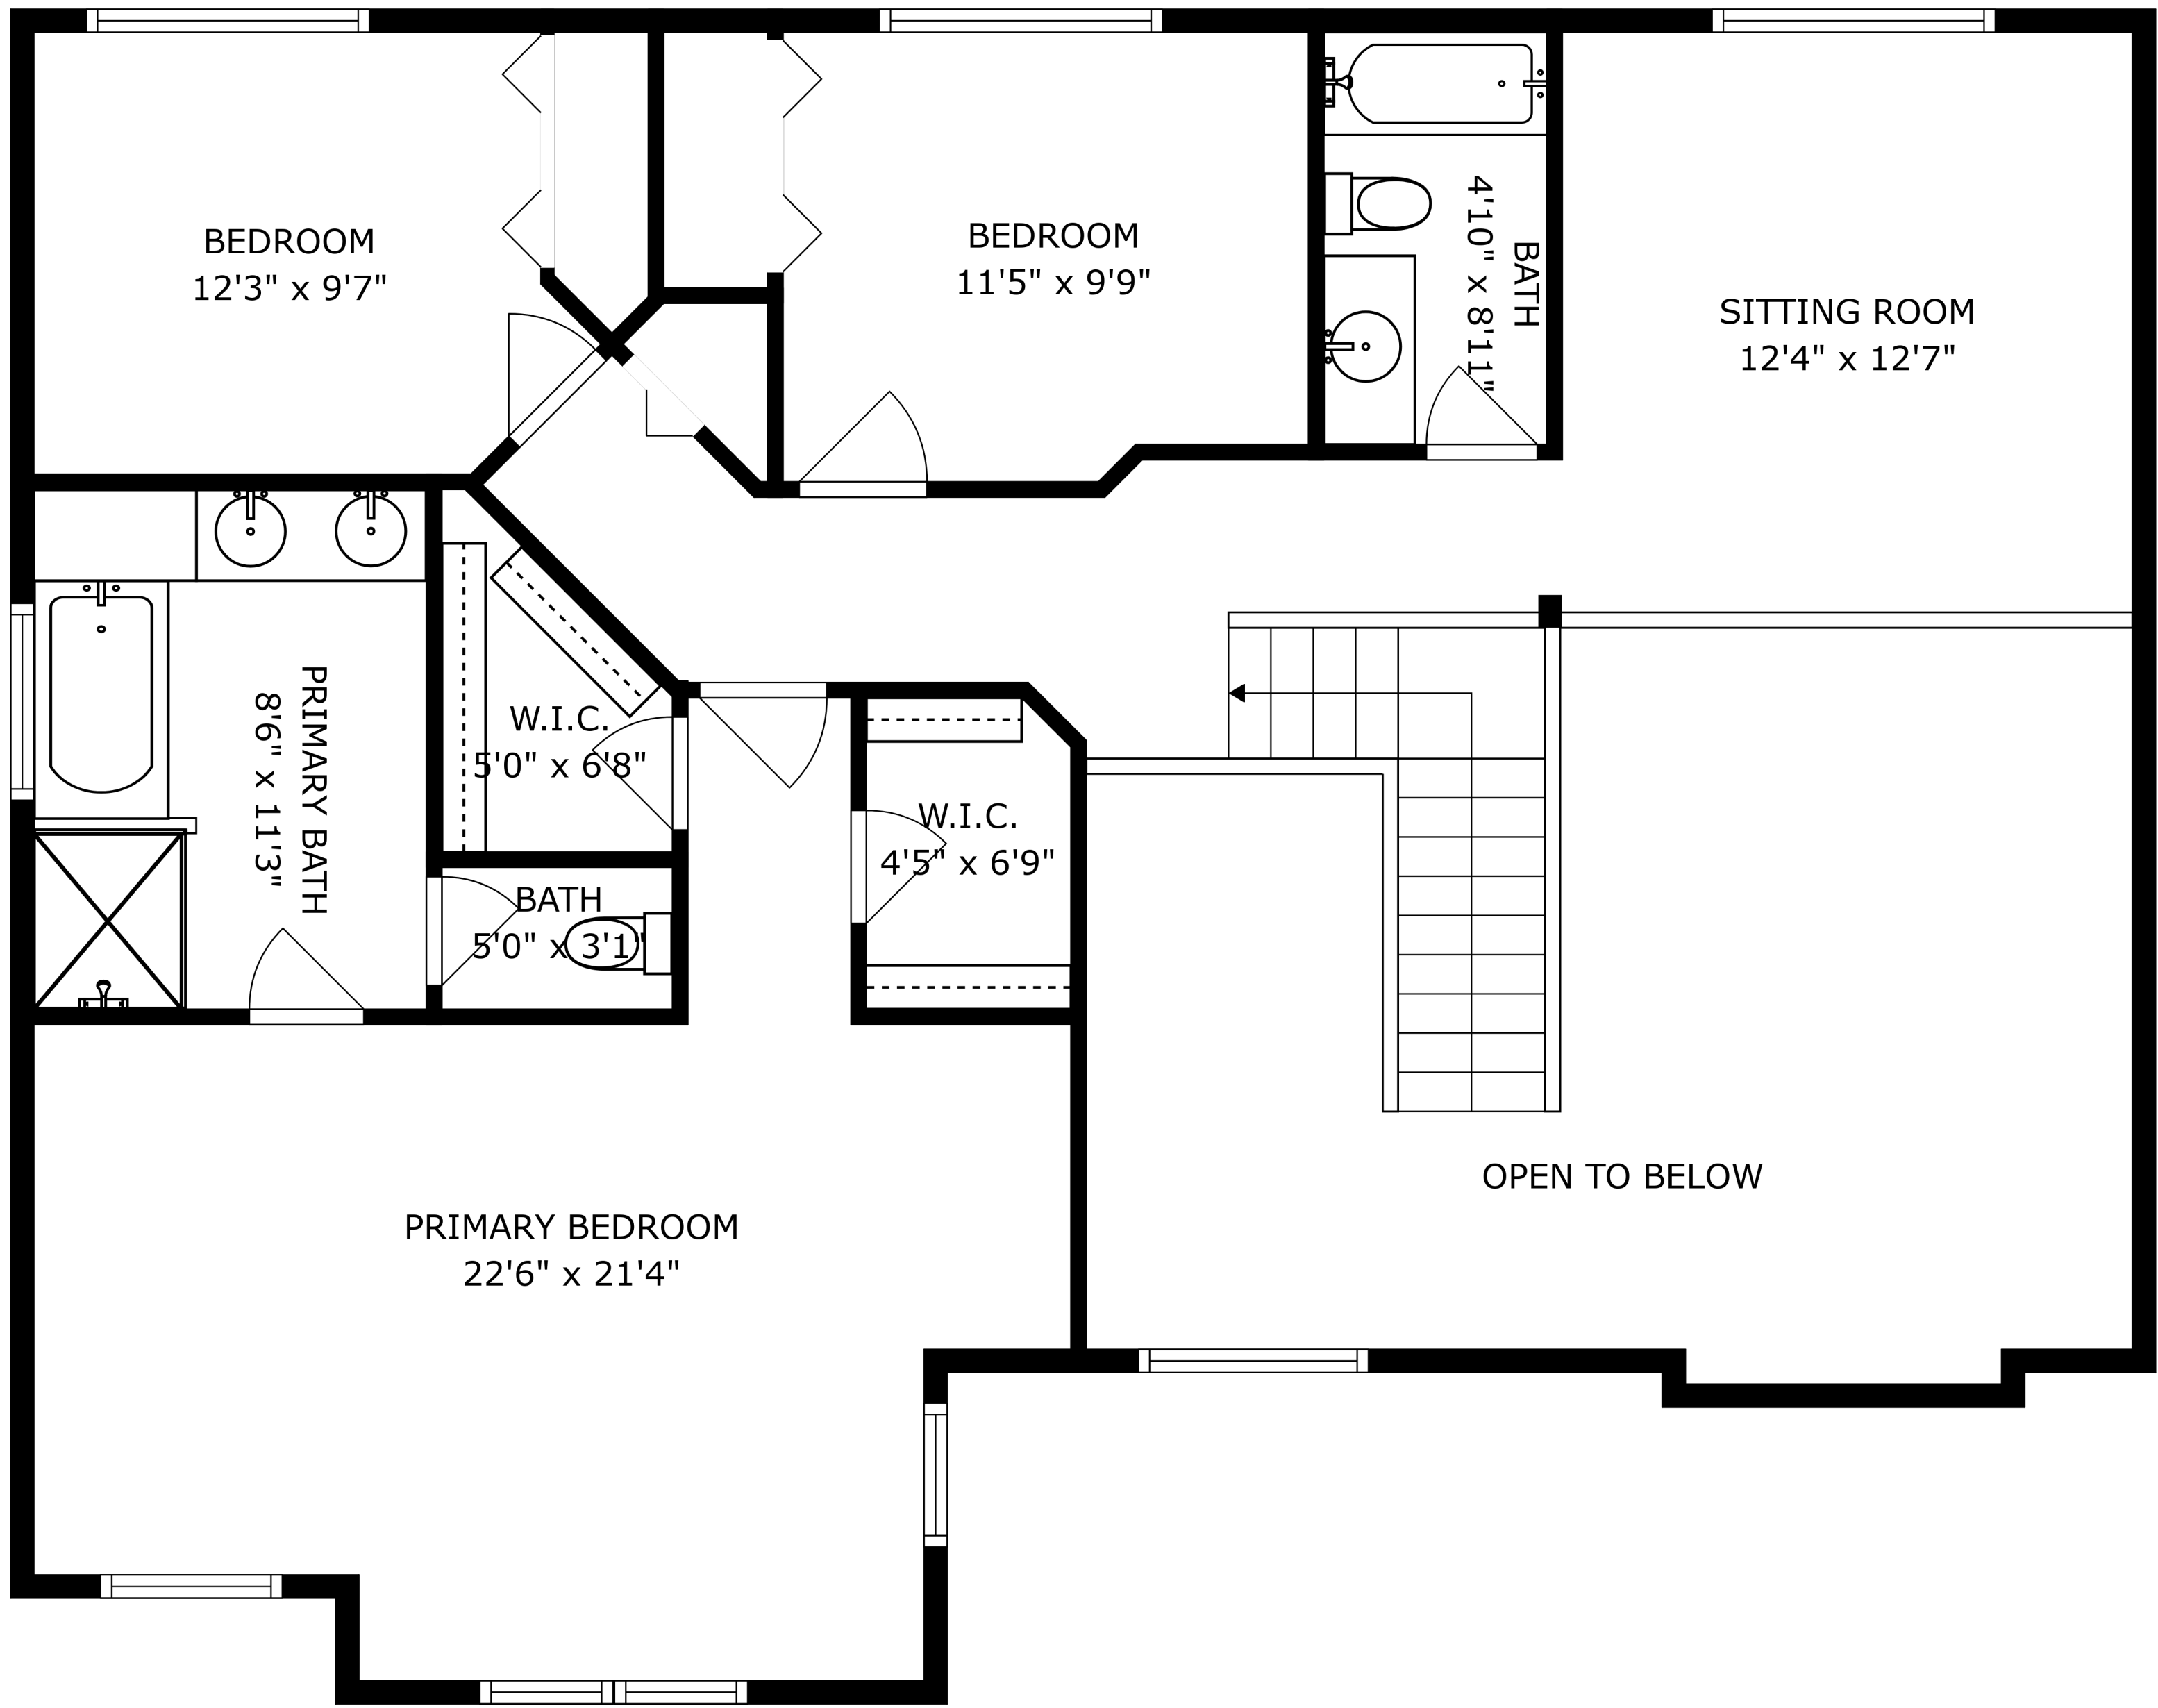 BEDROOM
12'3" x 9'7"
BEDROOM
11'5" x 9'9"
BATH
4'10" x 8'11"
SITTING ROOM
12'4" x 12'7"
PRIMARY BATH
8'6" x 11'3"
W.I.C.
5'0" x 6'8"
W.I.C.
4'5" x 6'9"
BATH
5'0" x 3'1"
OPEN TO BELOW
PRIMARY BEDROOM
22'6" x 21'4"